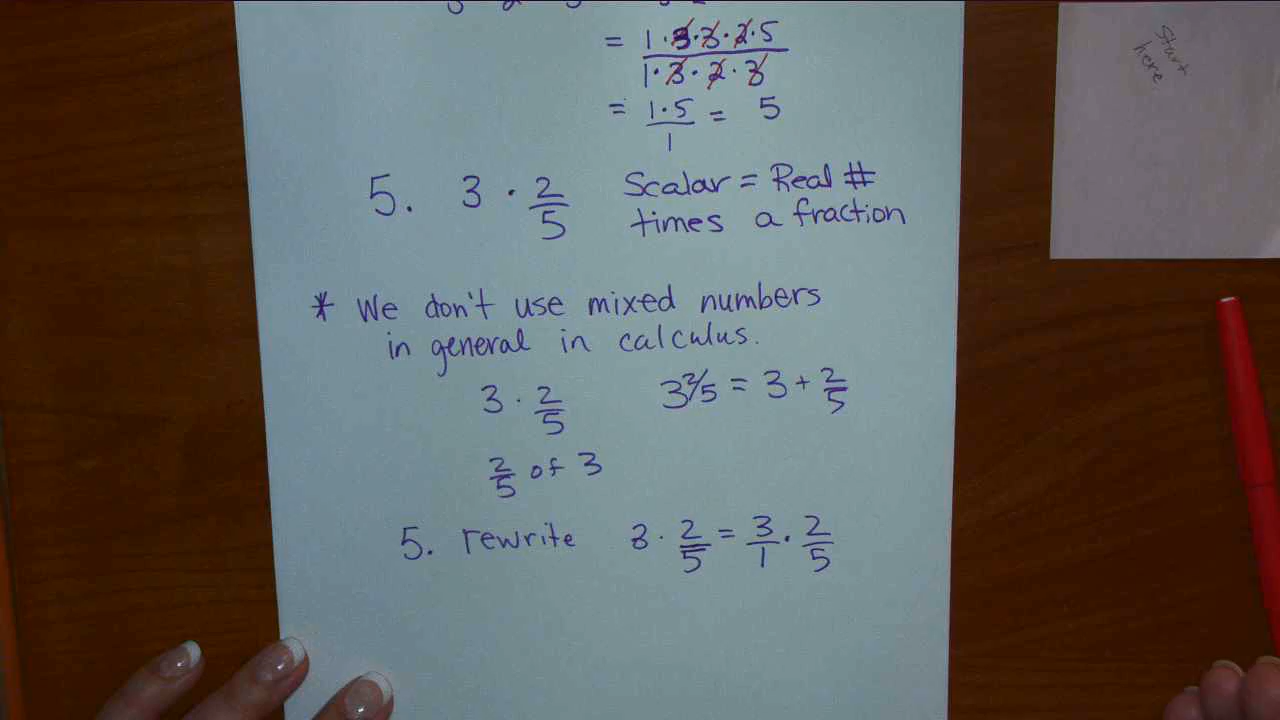 = 1·3·3·2·5 / 1·3·2·3
= 1·5 / 1 = 5
5. 3 · 2/5 Scalar = Real #
times a fraction
* We don't use mixed numbers
in general in calculus.
3 · 2/5 3 2/5 = 3 + 2/5
2/5 of 3
5. rewrite 3 · 2/5 = 3/1 · 2/5
Start
here